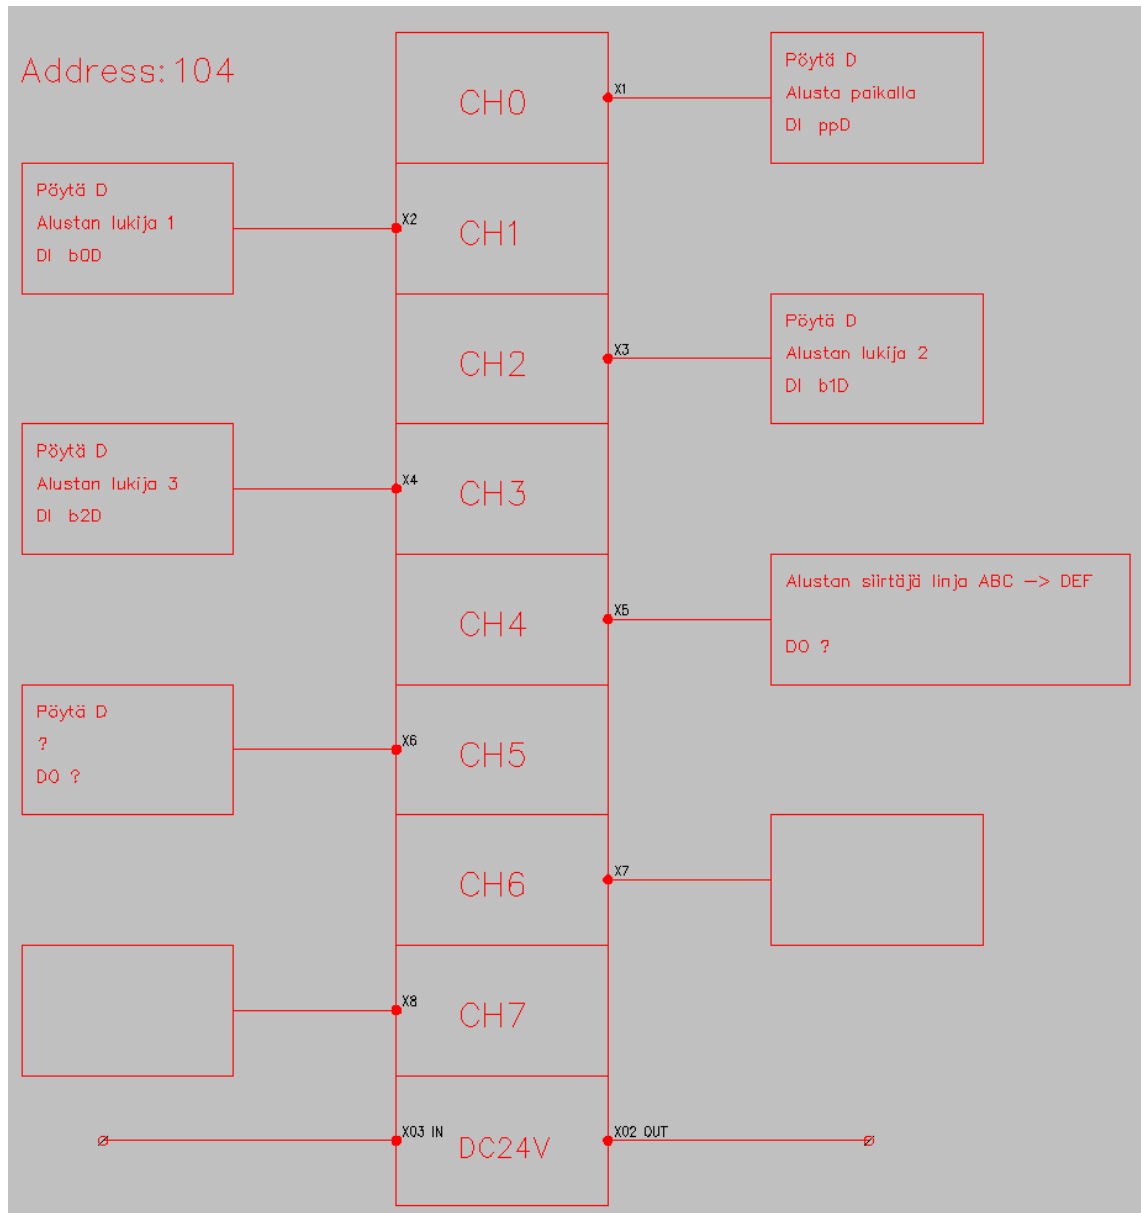 Address: 104
CH0
X1
Pöytä D
Alusta paikalla
DI ppD
Pöytä D
Alustan lukija 1
DI b0D
X2
CH1
CH2
X3
Pöytä D
Alustan lukija 2
DI b1D
Pöytä D
Alustan lukija 3
DI b2D
X4
CH3
CH4
X5
Alustan siirtäjä linja ABC –> DEF
DO ?
Pöytä D
?
DO ?
X6
CH5
CH6
X7
X8
CH7
X03 IN
DC24V
X02 OUT